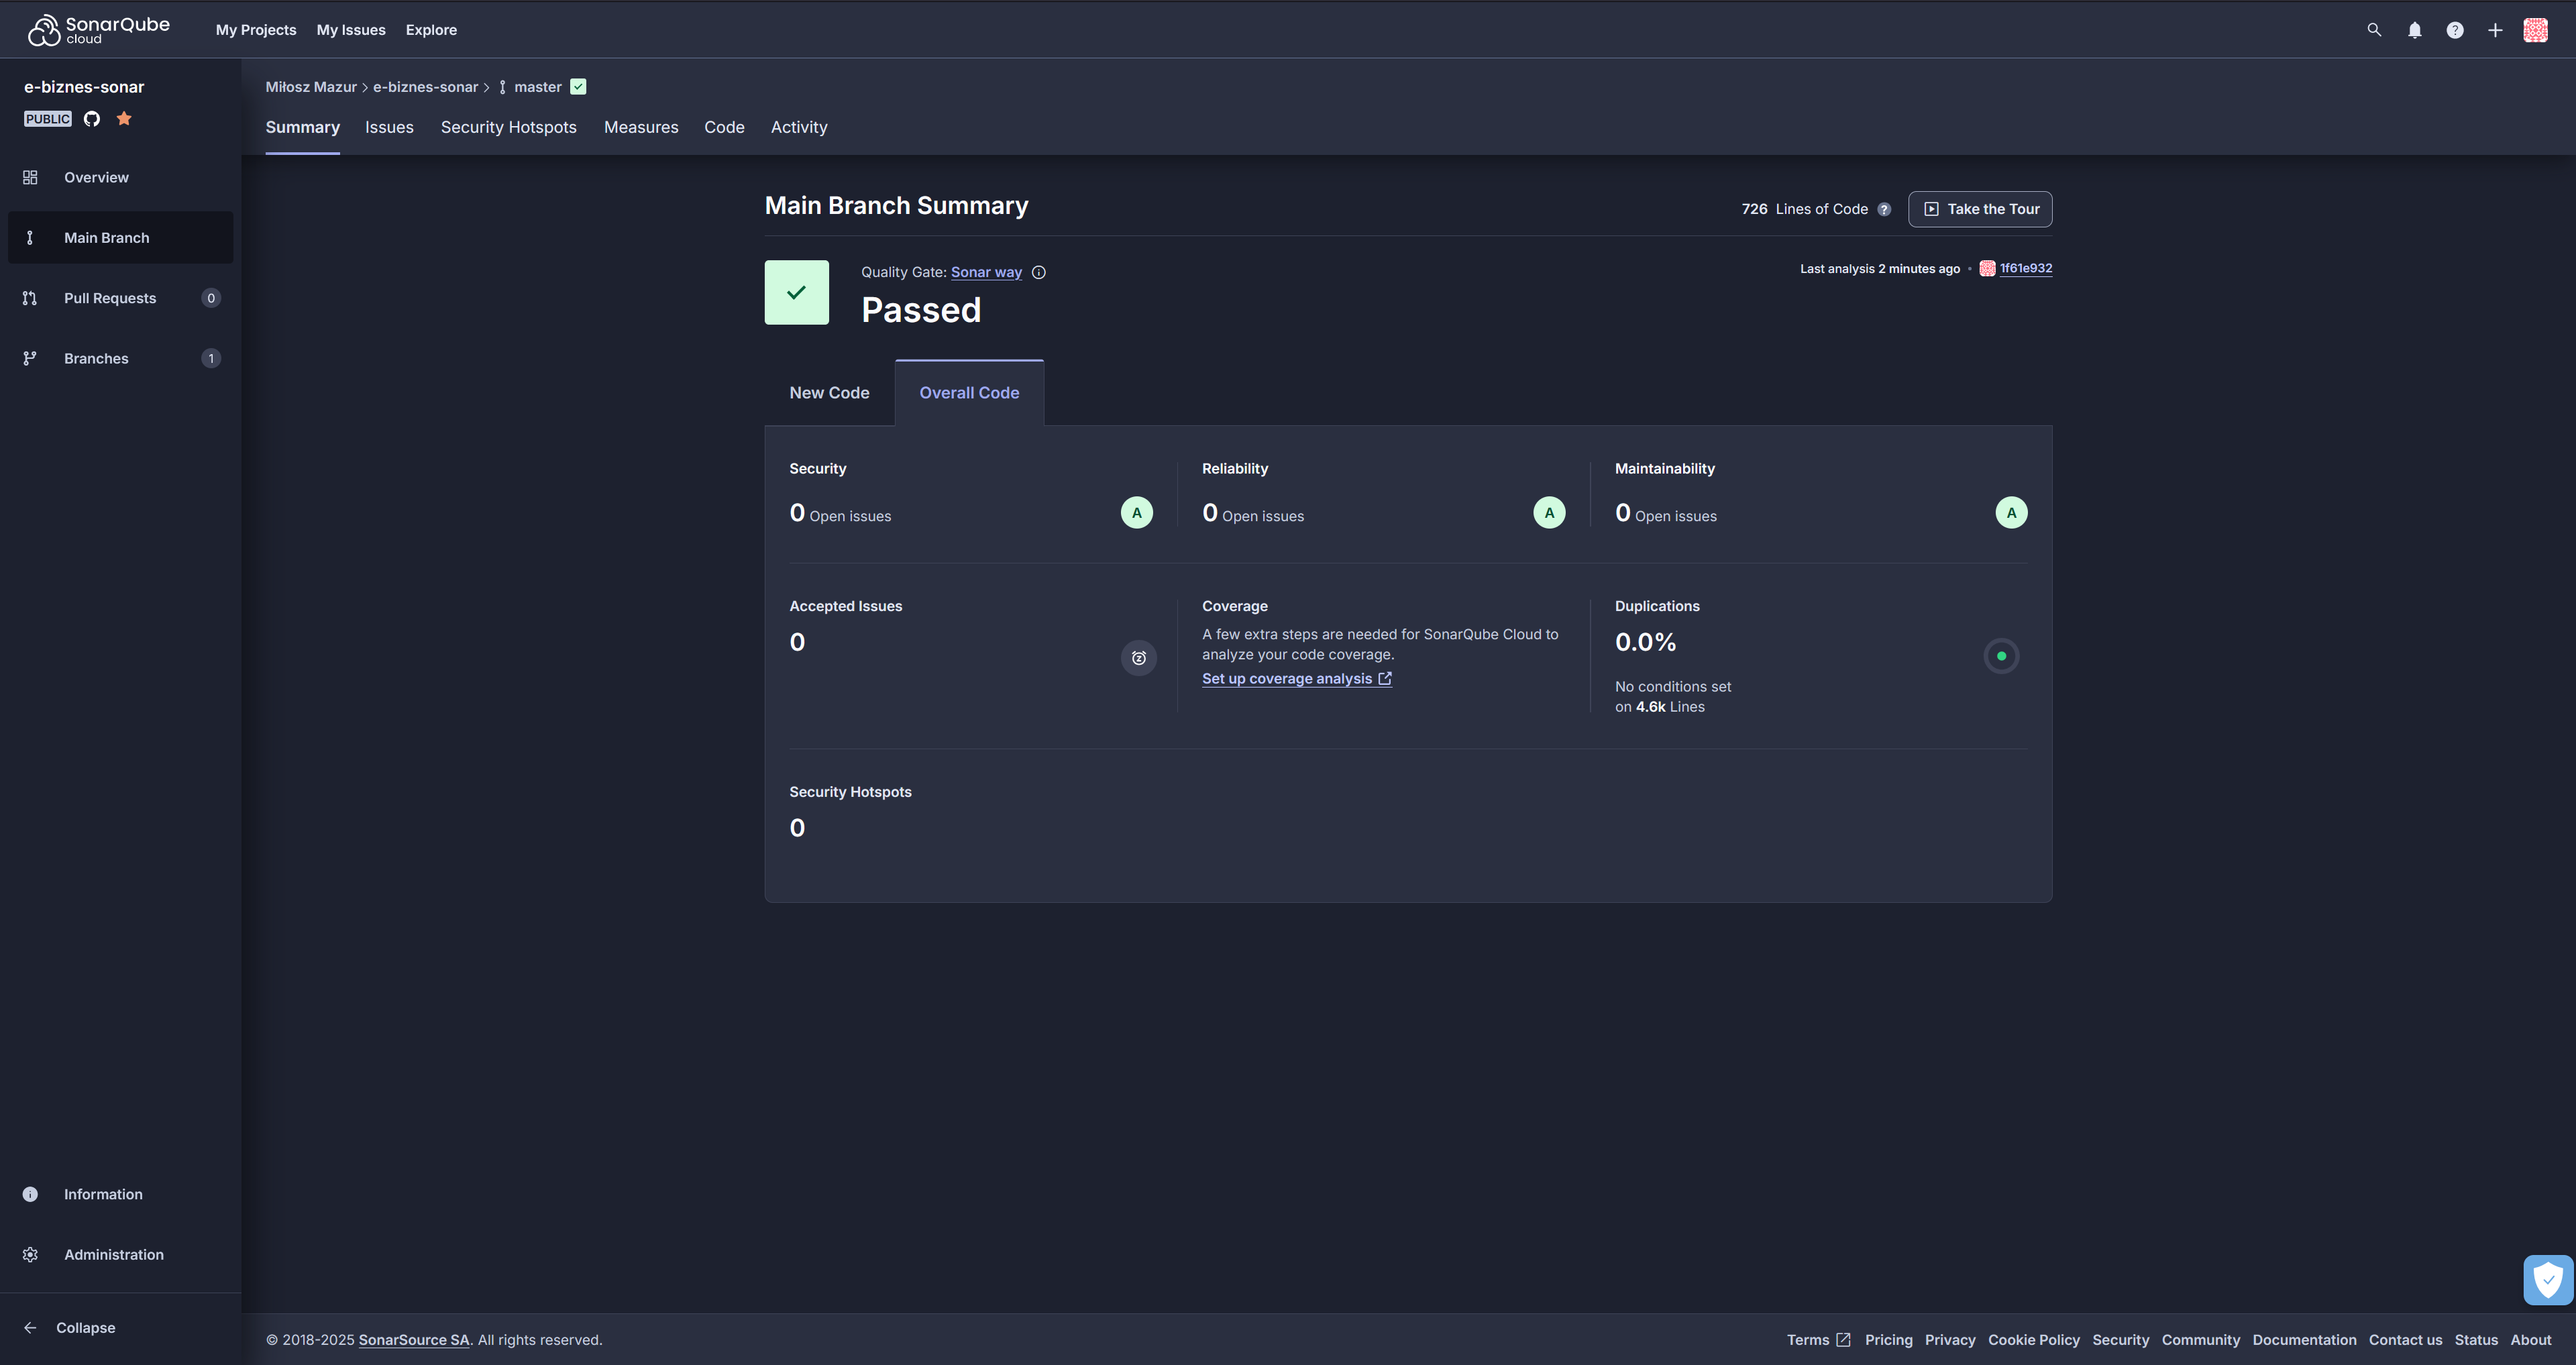 SonarQube cloud
My Projects My Issues Explore
e-biznes-sonar
PUBLIC
Overview
Main Branch
Pull Requests 0
Branches 1
Information
Administration
Collapse
Miłosz Mazur > e-biznes-sonar > master
Summary Issues Security Hotspots Measures Code Activity
Main Branch Summary
726 Lines of Code ? Take the Tour
Quality Gate: Sonar way
Passed
Last analysis 2 minutes ago • 1f61e932
New Code Overall Code
Security
0 Open issues A
Reliability
0 Open issues A
Maintainability
0 Open issues A
Accepted Issues
0
Coverage
A few extra steps are needed for SonarQube Cloud to
analyze your code coverage.
Set up coverage analysis
Duplications
0.0%
No conditions set
on 4.6k Lines
Security Hotspots
0
© 2018-2025 SonarSource SA. All rights reserved.
Terms Pricing Privacy Cookie Policy Security Community Documentation Contact us Status About